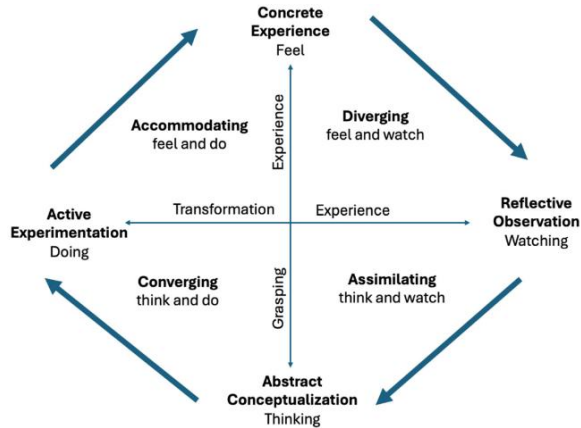 Concrete
Experience
Feel
Accommodating
feel and do
Experience
Diverging
feel and watch
Active
Experimentation
Doing
Transformation
Experience
Reflective
Observation
Watching
Converging
think and do
Grasping
Assimilating
think and watch
Abstract
Conceptualization
Thinking